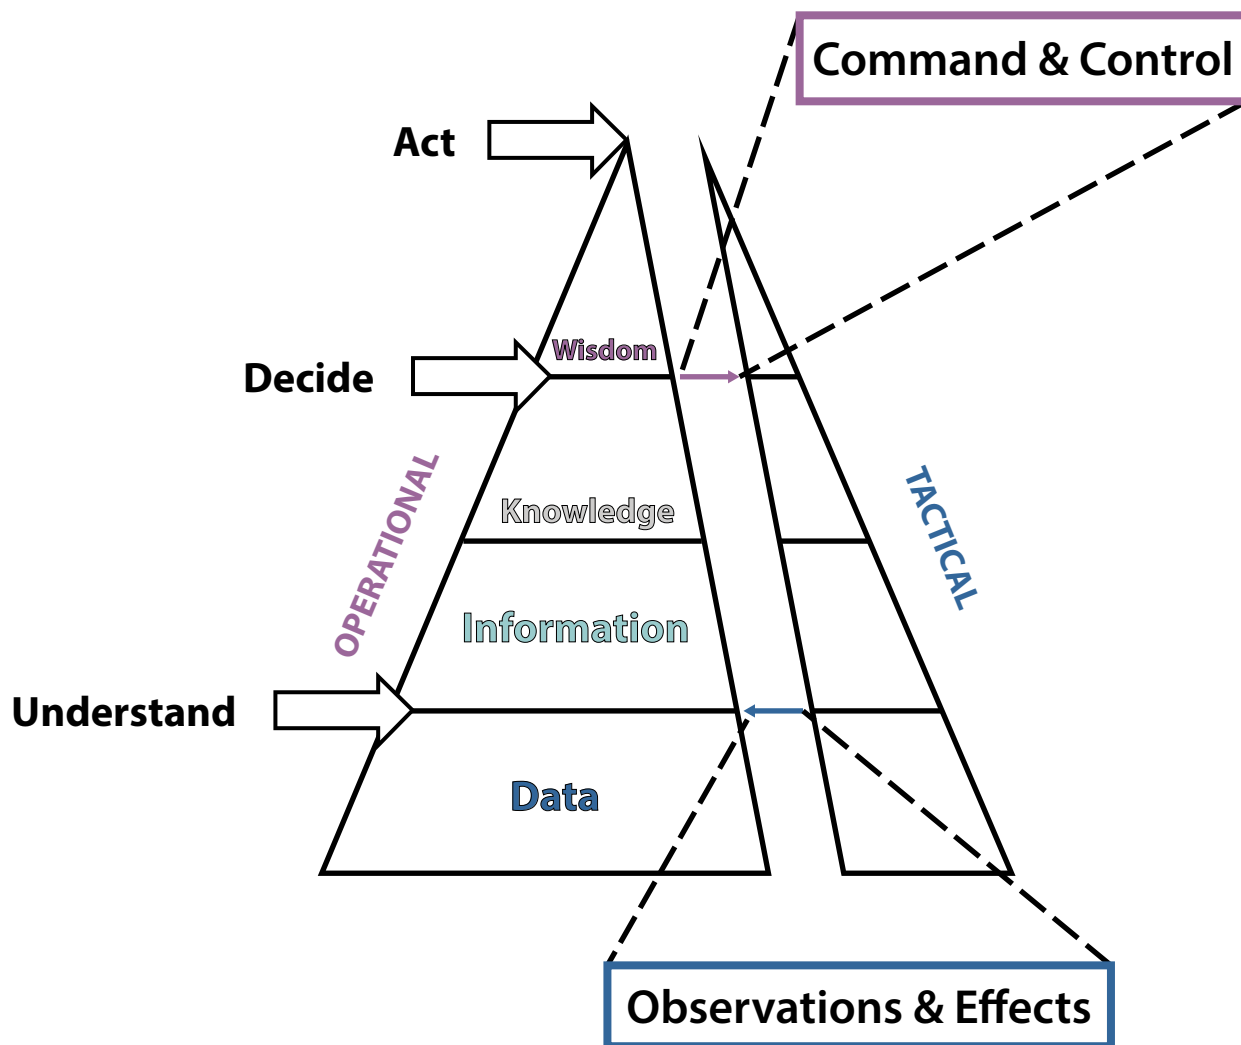 Command & Control
Act
Wisdom
Decide
OPERATIONAL
TACTICAL
Knowledge
Information
Understand
Data
Observations & Effects